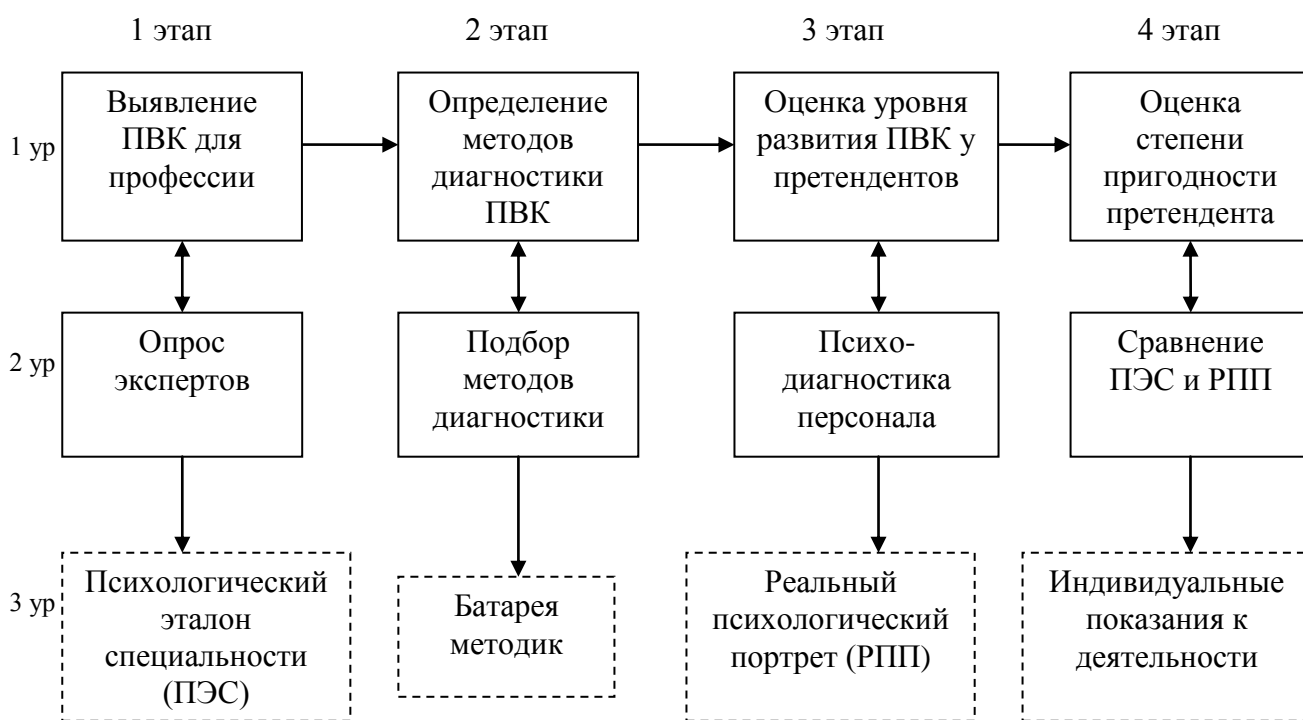 1 этап
2 этап
3 этап
4 этап
1 ур
Выявление
ПВК для
профессии
Определение
методов
диагностики
ПВК
Оценка уровня
развития ПВК у
претендентов
Оценка
степени
пригодности
претендента
2 ур
Опрос
экспертов
Подбор
методов
диагностики
Психо-
диагностика
персонала
Сравнение
ПЭС и РПП
3 ур
Психологический
эталон
специальности
(ПЭС)
Батарея
методик
Реальный
психологический
портрет (РПП)
Индивидуальные
показания к
деятельности